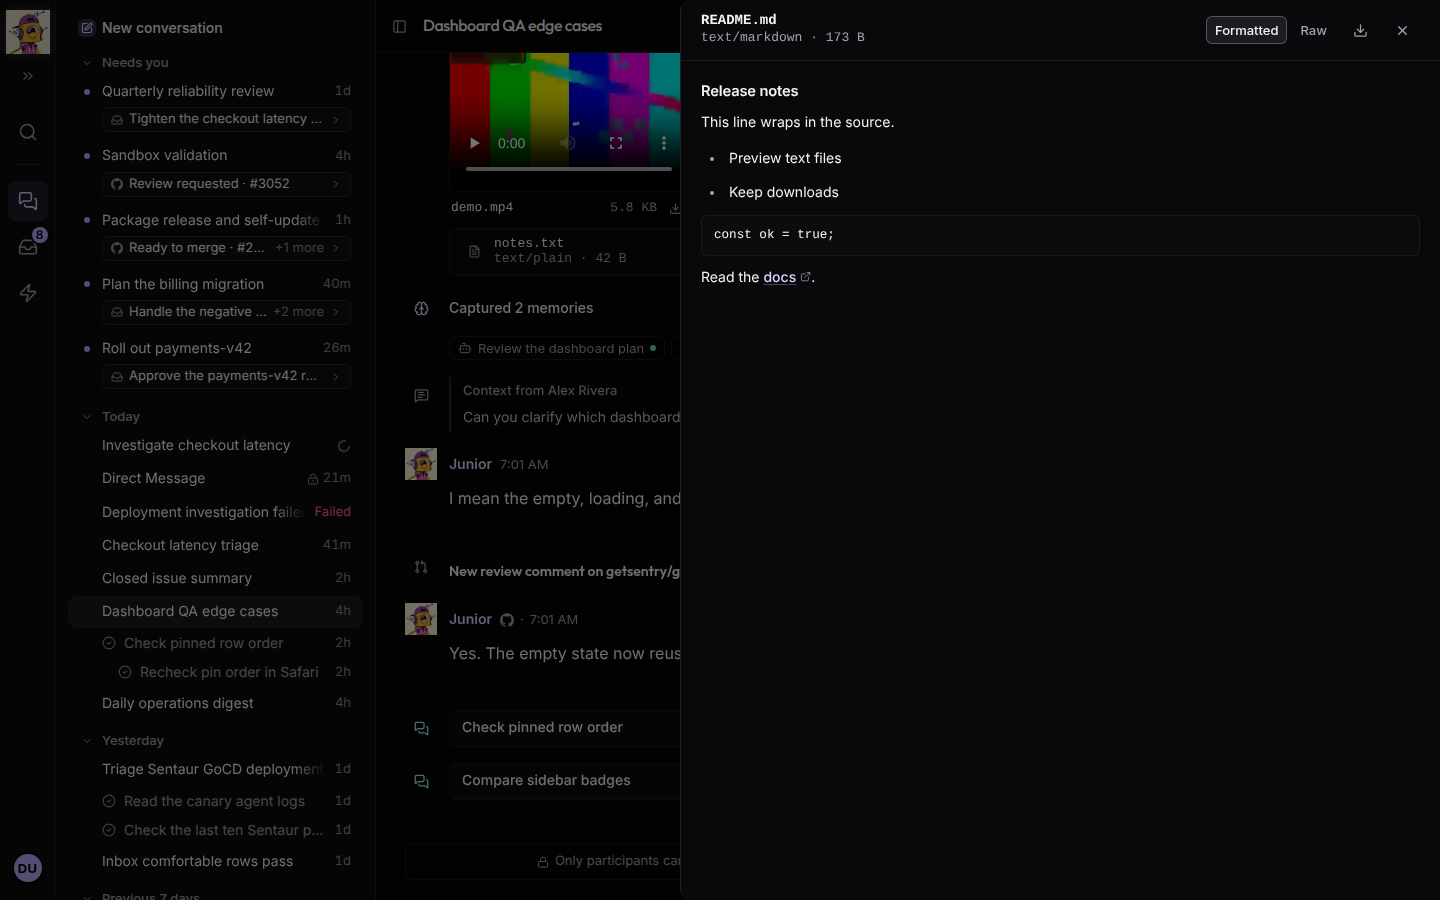 New conversation
Needs you
Quarterly reliability review 1d
Tighten the checkout latency ...
Sandbox validation 4h
Review requested · #3052
Package release and self-update 1h
Ready to merge · #2... +1 more
Plan the billing migration 40m
Handle the negative ... +2 more
Roll out payments-v42 26m
Approve the payments-v42 r...
Today
Investigate checkout latency
Direct Message 21m
Deployment investigation failed Failed
Checkout latency triage 41m
Closed issue summary 2h
Dashboard QA edge cases 4h
Check pinned row order 2h
Recheck pin order in Safari 2h
Daily operations digest 4h
Yesterday
Triage Sentaur GoCD deployment 1d
Read the canary agent logs 1d
Check the last ten Sentaur p... 1d
Inbox comfortable rows pass 1d
Previous 7 days
8
DU
Dashboard QA edge cases
0:00
demo.mp4 5.8 KB
notes.txt
text/plain · 42 B
Captured 2 memories
Review the dashboard plan
Context from Alex Rivera
Can you clarify which dashboard
Junior 7:01 AM
I mean the empty, loading, and
New review comment on getsentry/g
Junior · 7:01 AM
Yes. The empty state now reus
Check pinned row order
Compare sidebar badges
Only participants can
README.md
text/markdown · 173 B
Formatted Raw
Release notes
This line wraps in the source.
• Preview text files
• Keep downloads
const ok = true;
Read the docs.